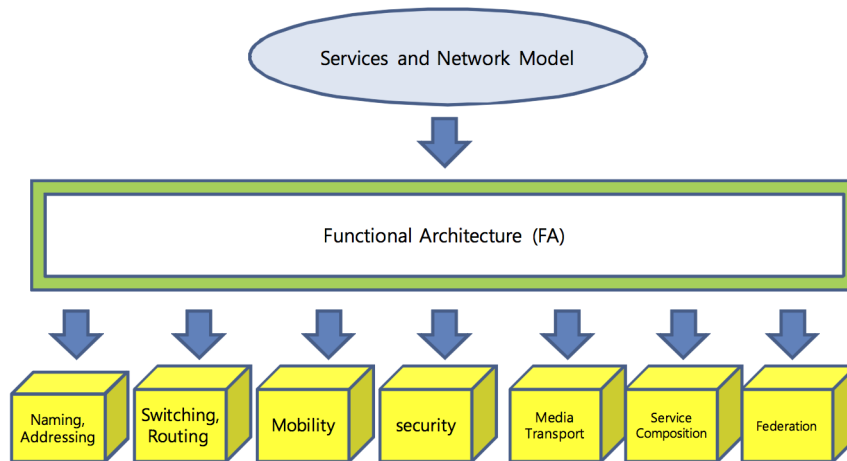 Services and Network Model
Functional Architecture (FA)
Naming,
Addressing
Switching,
Routing
Mobility
security
Media
Transport
Service
Composition
Federation